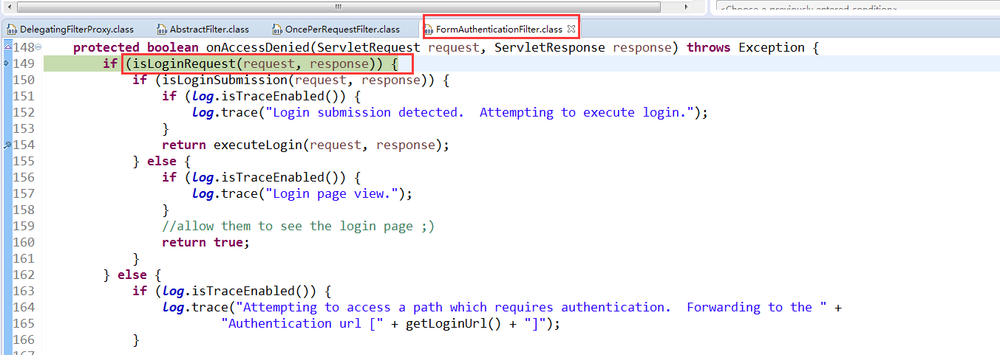 <Choose a previously entered condition>
DelegatingFilterProxy.class AbstractFilter.class OncePerRequestFilter.class FormAuthenticationFilter.class
148 protected boolean onAccessDenied(ServletRequest request, ServletResponse response) throws Exception {
149 if (isLoginRequest(request, response)) {
150 if (isLoginSubmission(request, response)) {
151 if (log.isTraceEnabled()) {
152 log.trace("Login submission detected.  Attempting to execute login.");
153 }
154 return executeLogin(request, response);
155 } else {
156 if (log.isTraceEnabled()) {
157 log.trace("Login page view.");
158 }
159 //allow them to see the login page ;)
160 return true;
161 }
162 } else {
163 if (log.isTraceEnabled()) {
164 log.trace("Attempting to access a path which requires authentication.  Forwarding to the " +
165 "Authentication url [" + getLoginUrl() + "]");
166 }
167